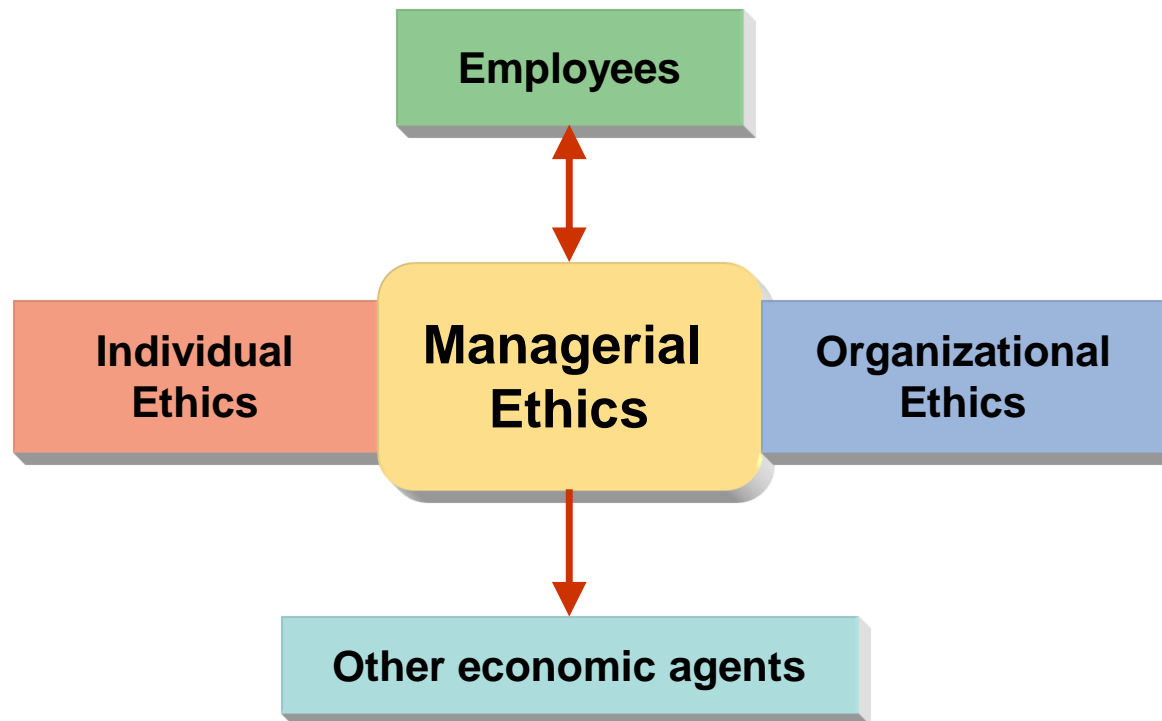 Employees
Individual
Ethics
Managerial
Ethics
Organizational
Ethics
Other economic agents